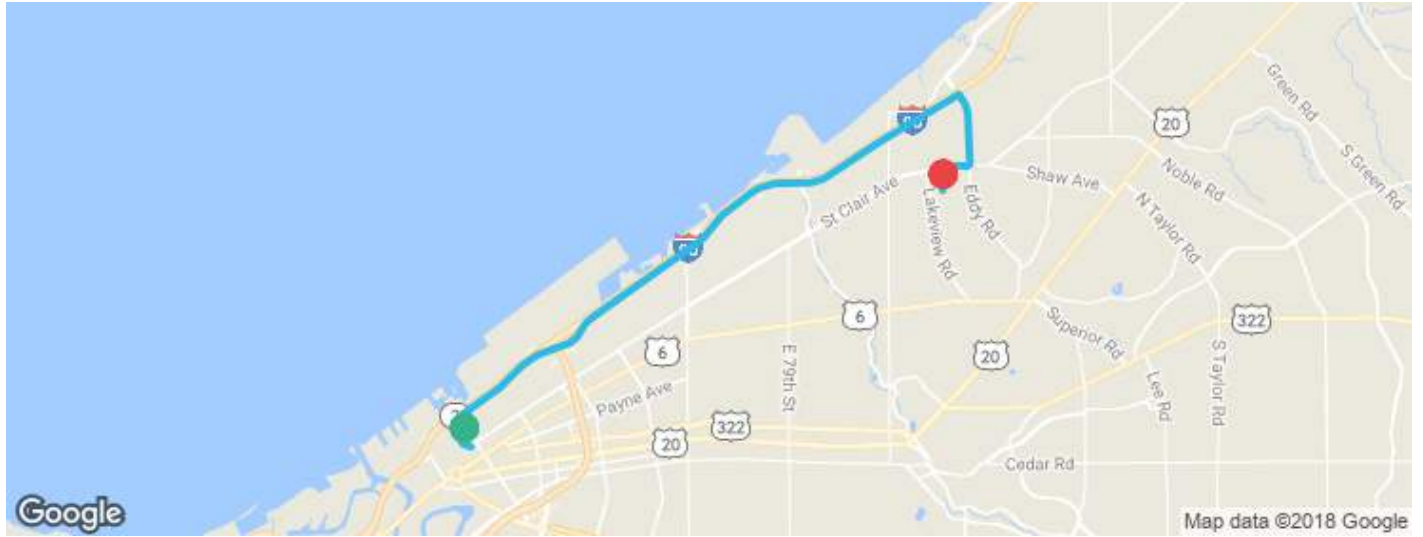 Green Rd
S Green Rd
20
Noble Rd
Shaw Ave
N Taylor Rd
St Clair Ave
Eddy Rd
Lakeview Rd
6
6
Superior Rd
322
20
S Taylor Rd
Lee Rd
E 79th St
Payne Ave
322
20
Cedar Rd
Google
Map data ©2018 Google